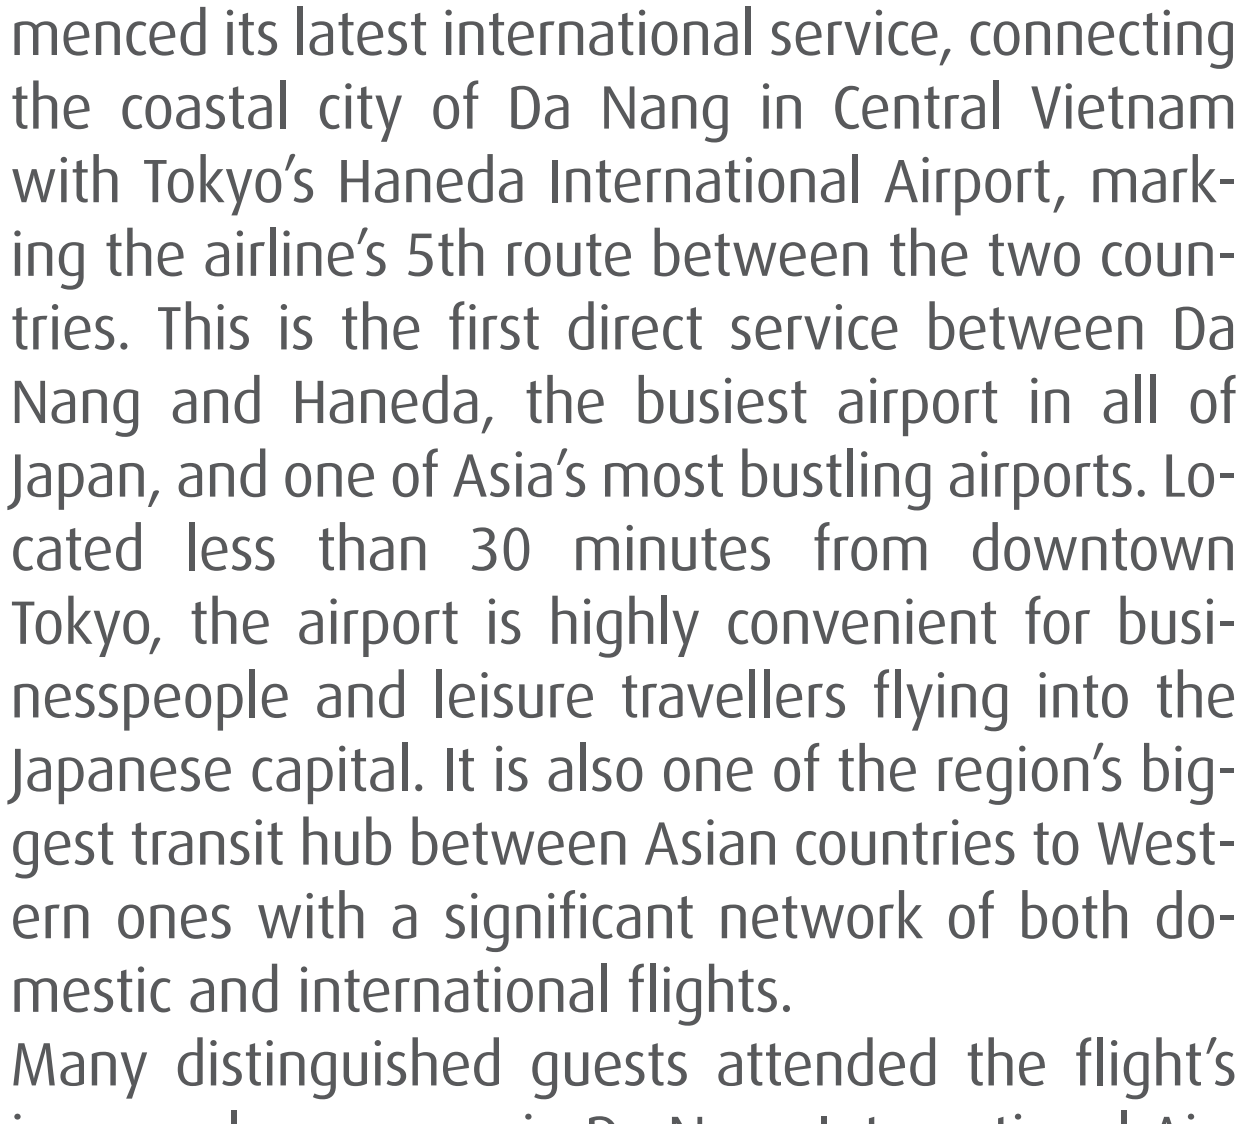 menced its latest international service, connecting
the coastal city of Da Nang in Central Vietnam
with Tokyo’s Haneda International Airport, mark-
ing the airline’s 5th route between the two coun-
tries. This is the first direct service between Da
Nang and Haneda, the busiest airport in all of
Japan, and one of Asia’s most bustling airports. Lo-
cated less than 30 minutes from downtown
Tokyo, the airport is highly convenient for busi-
nesspeople and leisure travellers flying into the
Japanese capital. It is also one of the region’s big-
gest transit hub between Asian countries to West-
ern ones with a significant network of both do-
mestic and international flights.
Many distinguished guests attended the flight’s